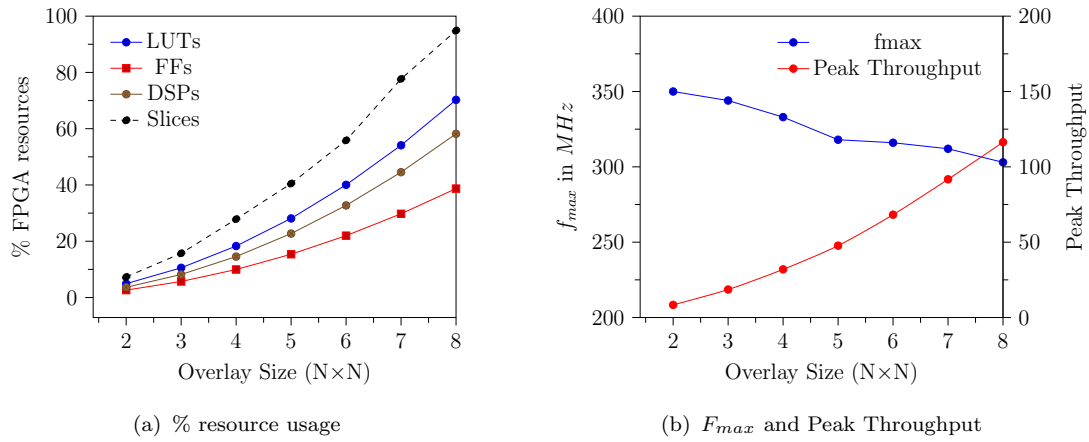 100
80
60
40
20
0
% FPGA resources
LUTs
FFs
DSPs
Slices
2 3 4 5 6 7 8
Overlay Size (N×N)
(a) % resource usage
400
350
300
250
200
f_max in MHz
fmax
Peak Throughput
200
150
100
50
0
Peak Throughput
2 3 4 5 6 7 8
Overlay Size (N×N)
(b) F_max and Peak Throughput